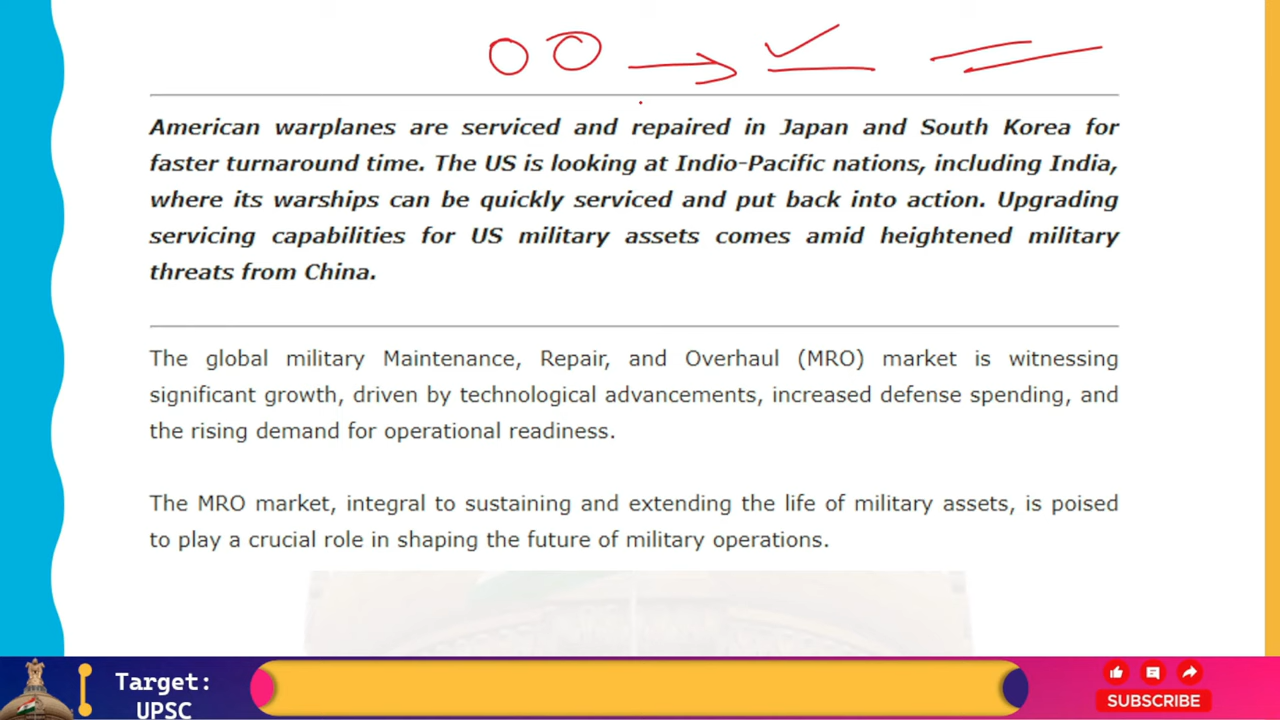 American warplanes are serviced and repaired in Japan and South Korea for
faster turnaround time. The US is looking at Indio-Pacific nations, including India,
where its warships can be quickly serviced and put back into action. Upgrading
servicing capabilities for US military assets comes amid heightened military
threats from China.
The global military Maintenance, Repair, and Overhaul (MRO) market is witnessing
significant growth, driven by technological advancements, increased defense spending, and
the rising demand for operational readiness.
The MRO market, integral to sustaining and extending the life of military assets, is poised
to play a crucial role in shaping the future of military operations.
Target:
UPSC
SUBSCRIBE